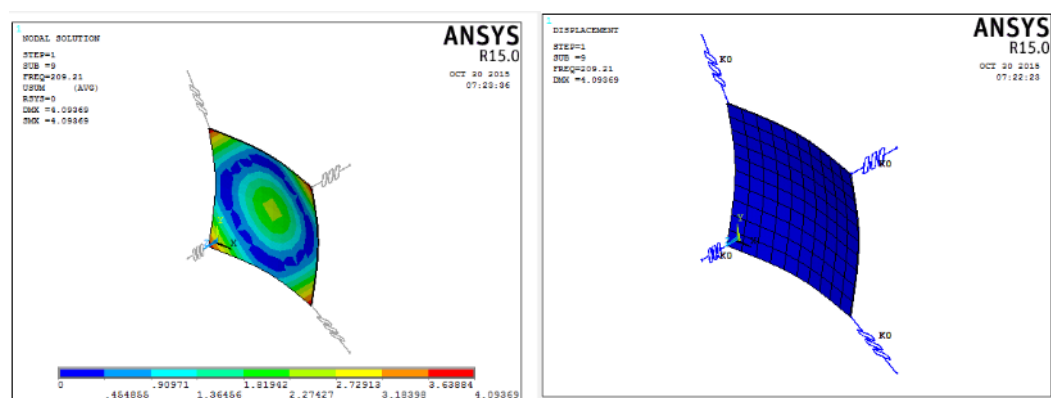 1
NODAL SOLUTION
STEP=1
SUB =9
FREQ=209.21
USUM (AVG)
RSYS=0
DMX =4.09369
SMX =4.09369
ANSYS
R15.0
OCT 20 2015
07:23:36
Y
X
0 .90971 1.81942 2.72913 3.63884
.454855 1.36456 2.27427 3.18398 4.09369
1
DISPLACEMENT
STEP=1
SUB =9
FREQ=209.21
DMX =4.09369
ANSYS
R15.0
OCT 20 2015
07:22:23
K0
K0
Y
K0
K0